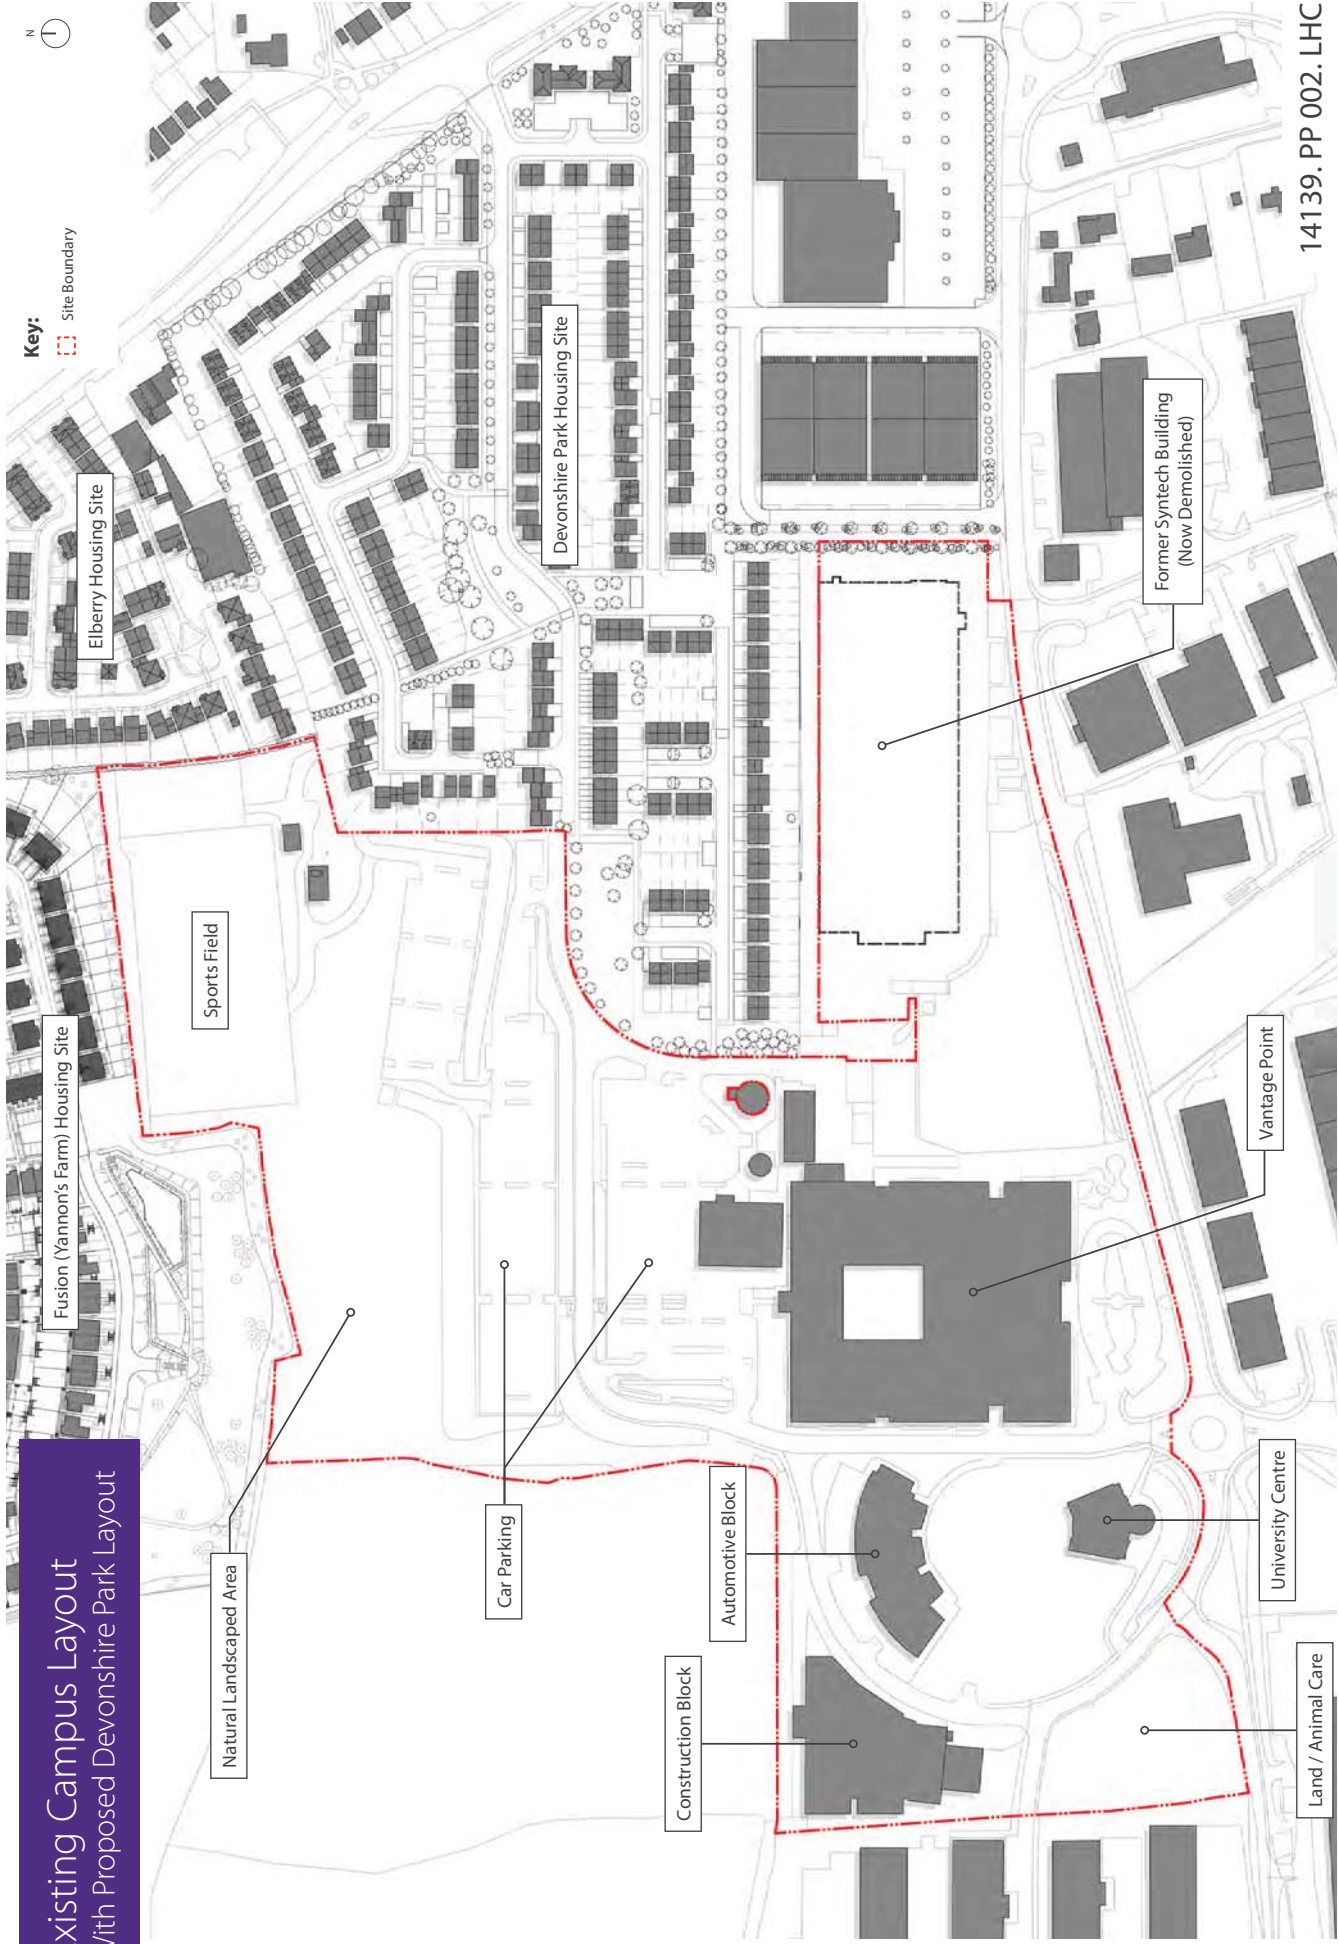 xisting Campus Layout
With Proposed Devonshire Park Layout
Key:
Site Boundary
N
Fusion (Yannon's Farm) Housing Site
Elberry Housing Site
Sports Field
Natural Landscaped Area
Car Parking
Devonshire Park Housing Site
Automotive Block
Construction Block
Former Syntech Building
(Now Demolished)
Vantage Point
University Centre
Land / Animal Care
14139. PP 002. LHC